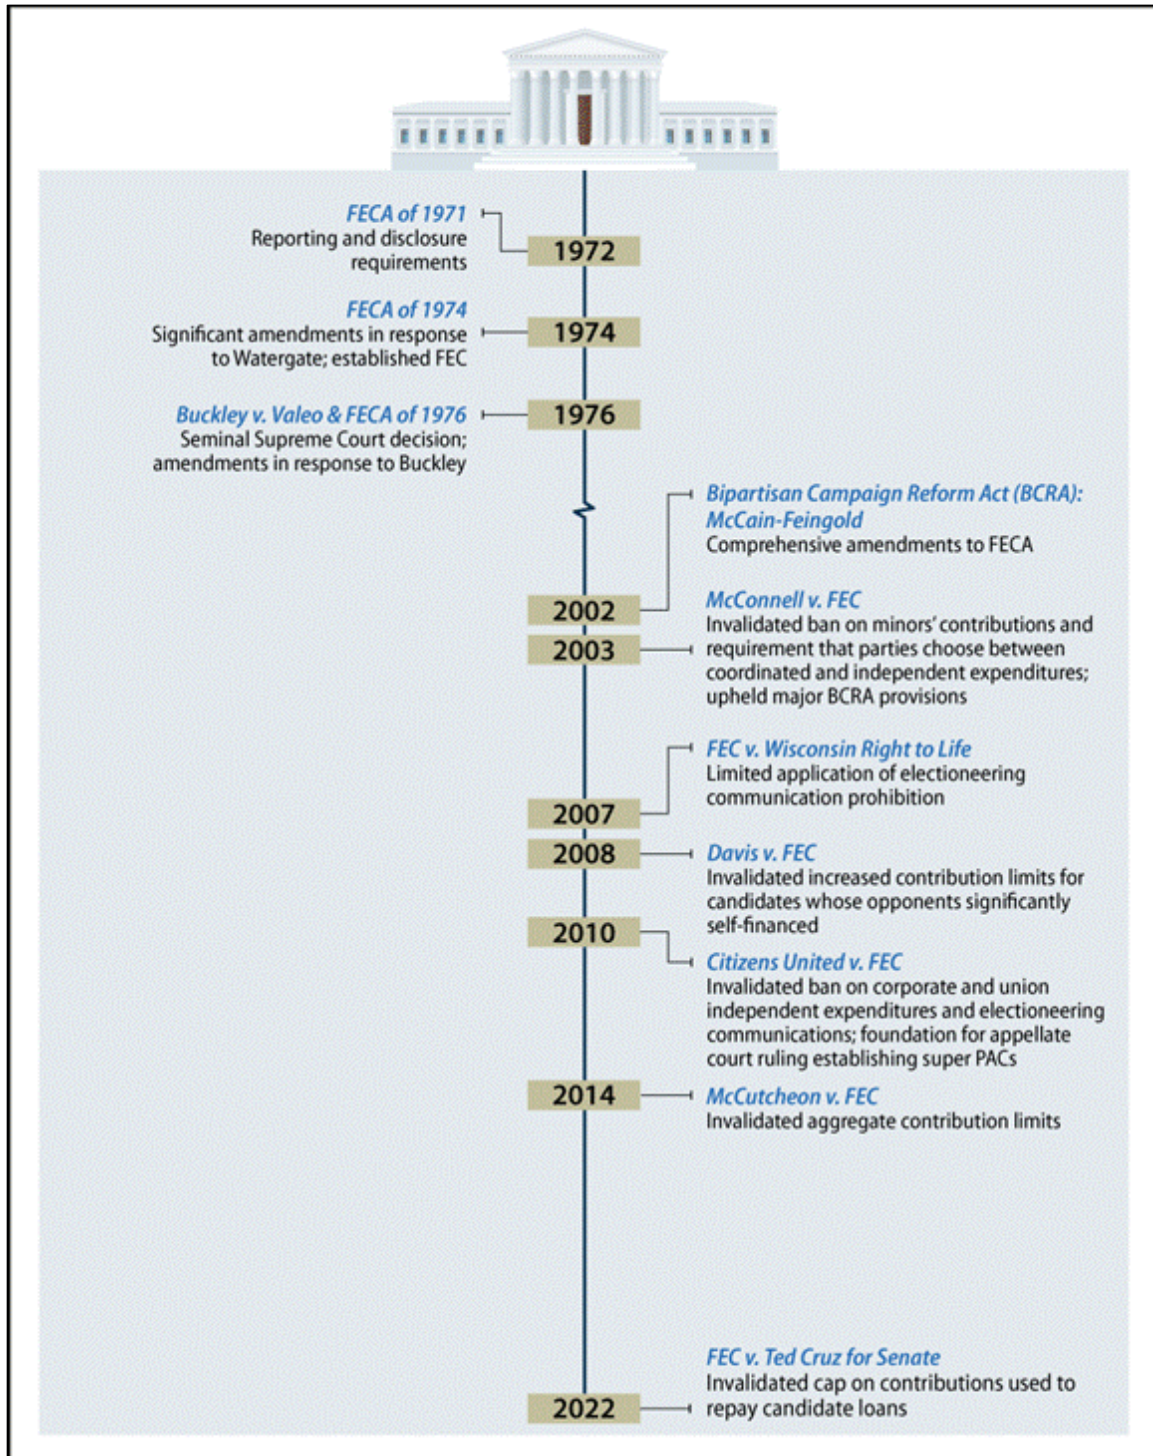 FECA of 1971
Reporting and disclosure
requirements
1972
FECA of 1974
Significant amendments in response
to Watergate; established FEC
1974
Buckley v. Valeo & FECA of 1976
Seminal Supreme Court decision;
amendments in response to Buckley
1976
Bipartisan Campaign Reform Act (BCRA):
McCain-Feingold
Comprehensive amendments to FECA
2002
McConnell v. FEC
Invalidated ban on minors' contributions and
requirement that parties choose between
coordinated and independent expenditures;
upheld major BCRA provisions
2003
FEC v. Wisconsin Right to Life
Limited application of electioneering
communication prohibition
2007
2008
Davis v. FEC
Invalidated increased contribution limits for
candidates whose opponents significantly
self-financed
2010
Citizens United v. FEC
Invalidated ban on corporate and union
independent expenditures and electioneering
communications; foundation for appellate
court ruling establishing super PACs
2014
McCutcheon v. FEC
Invalidated aggregate contribution limits
FEC v. Ted Cruz for Senate
Invalidated cap on contributions used to
repay candidate loans
2022